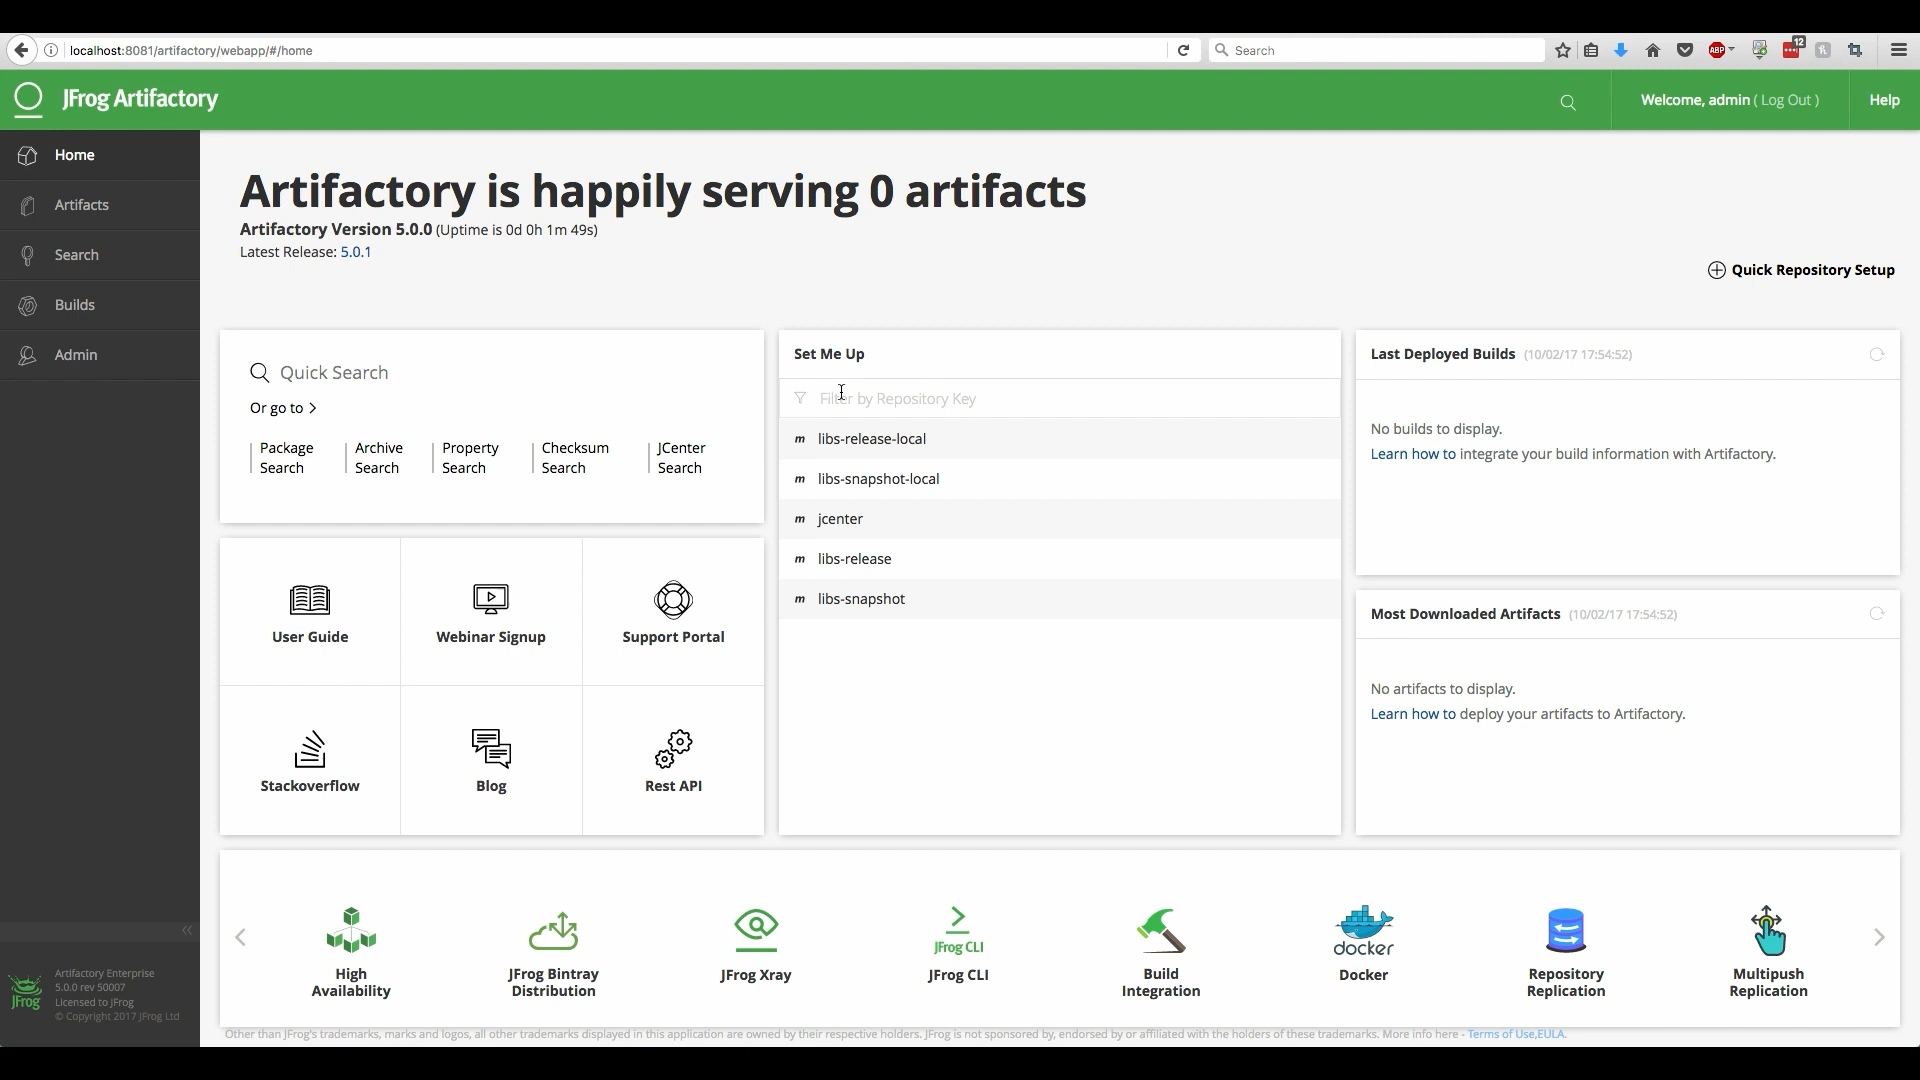 localhost:8081/artifactory/webapp/#/home
Search
ABP
12
JFrog Artifactory
Welcome, admin ( Log Out )
Help
Home
Artifacts
Search
Builds
Admin
Artifactory is happily serving 0 artifacts
Artifactory Version 5.0.0 (Uptime is 0d 0h 1m 49s)
Latest Release: 5.0.1
Quick Repository Setup
Quick Search
Or go to >
Package Search
Archive Search
Property Search
Checksum Search
JCenter Search
User Guide
Webinar Signup
Support Portal
Stackoverflow
Blog
Rest API
Set Me Up
Filter by Repository Key
m libs-release-local
m libs-snapshot-local
m jcenter
m libs-release
m libs-snapshot
Last Deployed Builds (10/02/17 17:54:52)
No builds to display.
Learn how to integrate your build information with Artifactory.
Most Downloaded Artifacts (10/02/17 17:54:52)
No artifacts to display.
Learn how to deploy your artifacts to Artifactory.
High Availability
JFrog Bintray Distribution
JFrog Xray
JFrog CLI
JFrog CLI
Build Integration
docker
Docker
Repository Replication
Multipush Replication
JFrog
Artifactory Enterprise
5.0.0 rev 50007
Licensed to JFrog
© Copyright 2017 JFrog Ltd
Other than JFrog's trademarks, marks and logos, all other trademarks displayed in this application are owned by their respective holders. JFrog is not sponsored by, endorsed by or affiliated with the holders of these trademarks. More info here - Terms of Use,EULA.